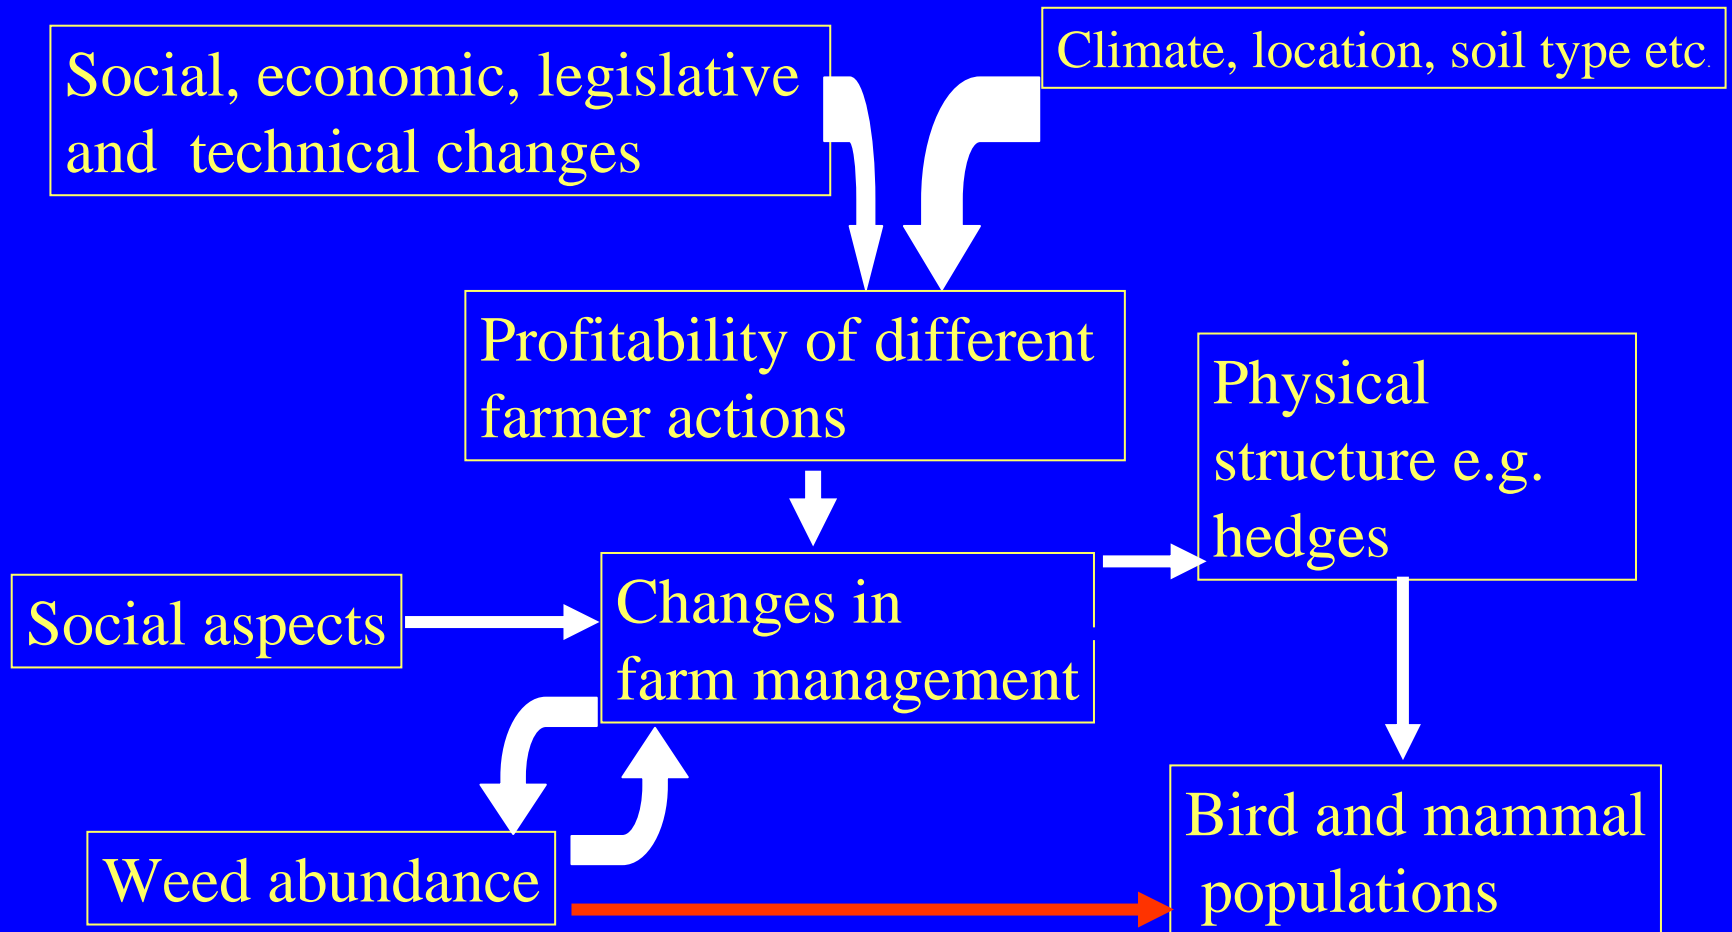 Social, economic, legislative
and technical changes
Climate, location, soil type etc.
Profitability of different
farmer actions
Physical
structure e.g.
hedges
Social aspects
Changes in
farm management
Weed abundance
Bird and mammal
populations